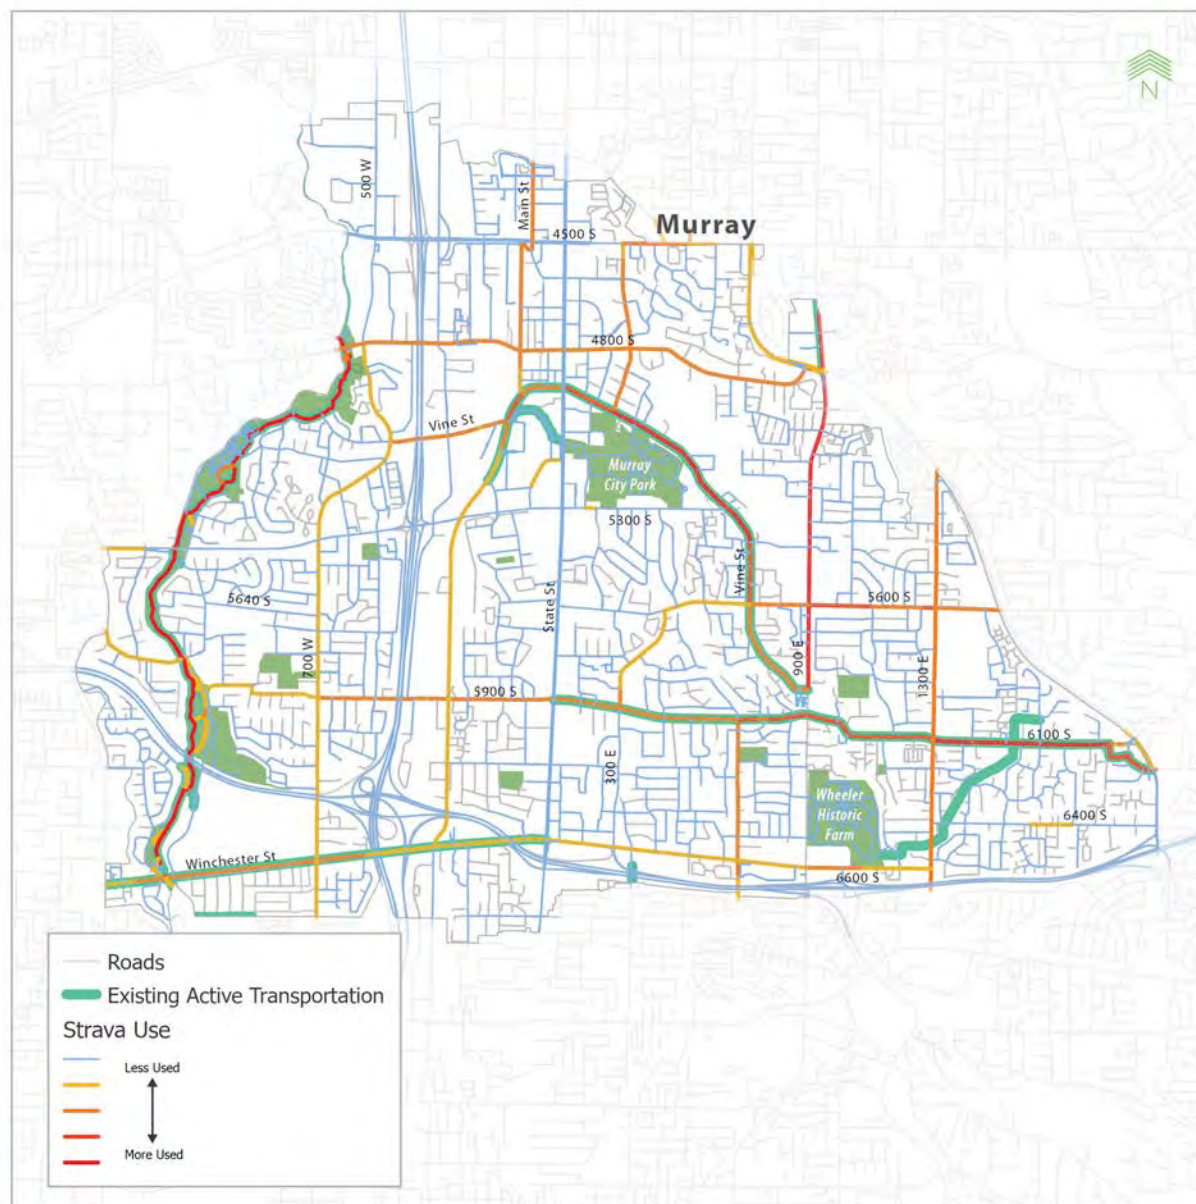 N
500 W
Main St
Murray
4500 S
4800 S
Vine St
Murray
City Park
5300 S
Vine St
5640 S
State St
5600 S
700 W
900 E
1300 E
5900 S
6100 S
300 E
Wheeler
Historic
Farm
6400 S
Winchester St
6600 S
Roads
Existing Active Transportation
Strava Use
Less Used
More Used